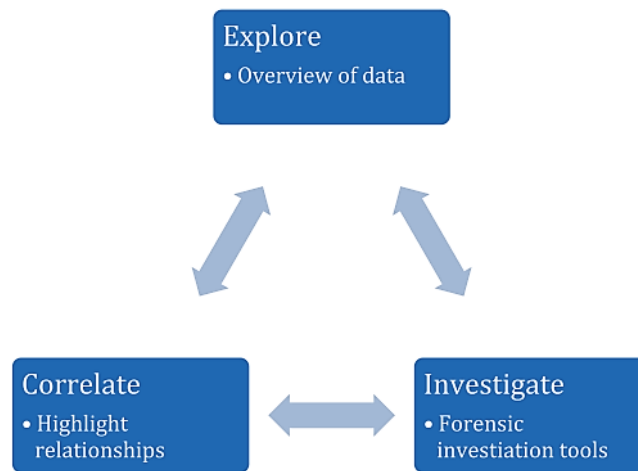 Explore
• Overview of data
Correlate
• Highlight
relationships
Investigate
• Forensic
investiation tools